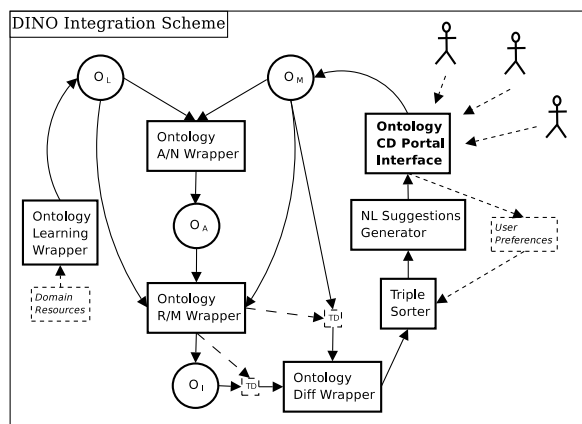 DINO Integration Scheme
O L
O M
Ontology
A/N Wrapper
Ontology
CD Portal
Interface
Ontology
Learning
Wrapper
O A
NL Suggestions
Generator
User
Preferences
Domain
Resources
Ontology
R/M Wrapper
TD
Triple
Sorter
O I
TD
Ontology
Diff Wrapper